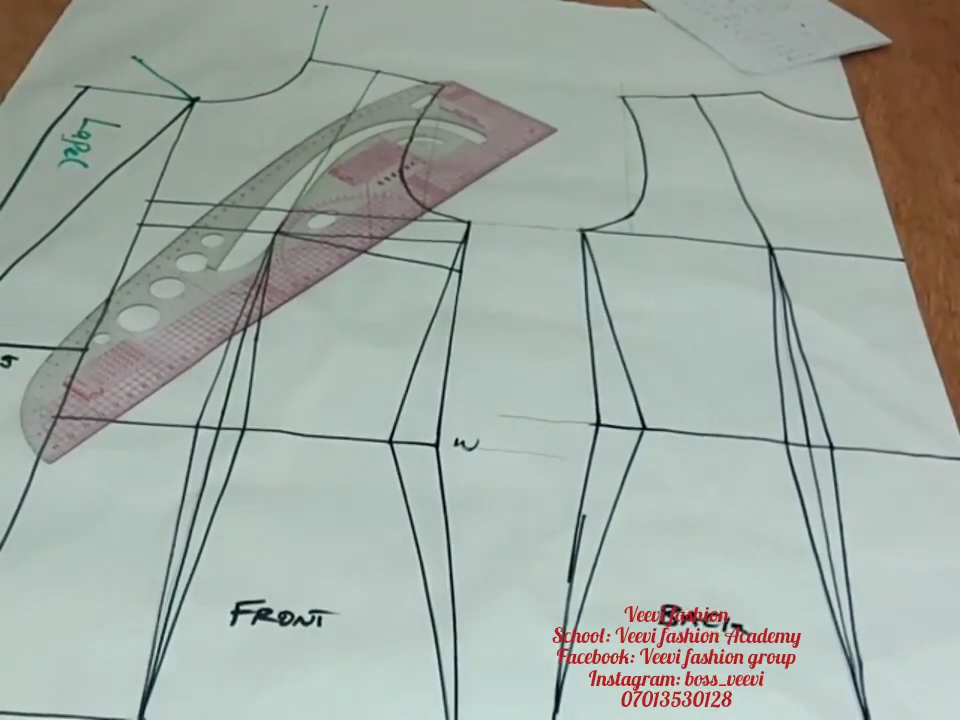 Lapel
W
FRONT
BACK
Veevi fashion
School: Veevi fashion Academy
Facebook: Veevi fashion group
Instagram: boss_veevi
07013530128